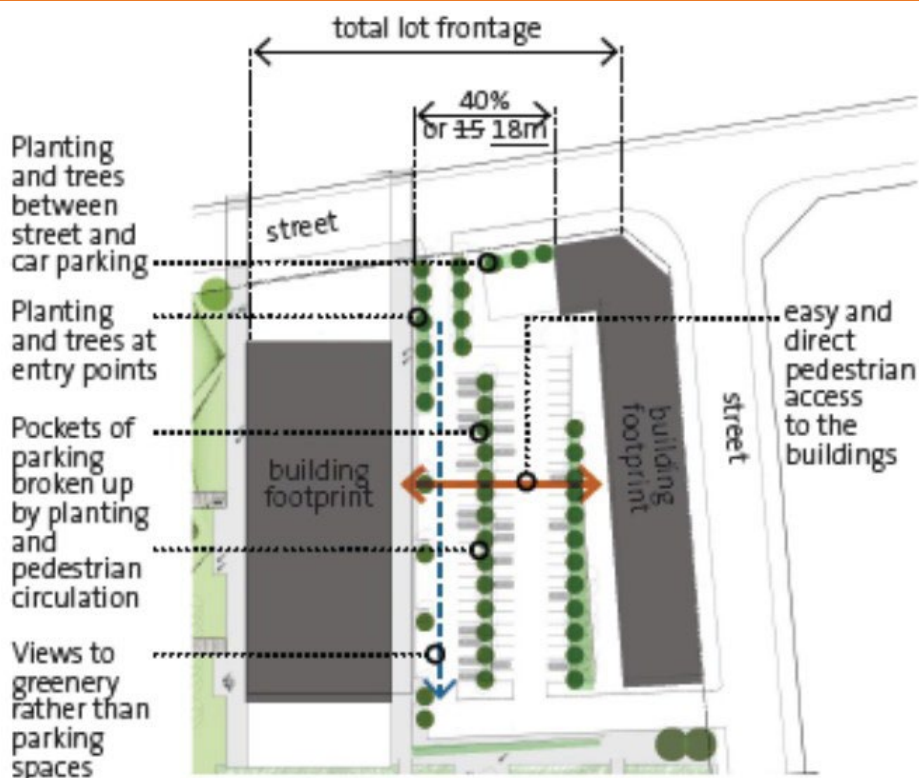 total lot frontage
40%
or 15 18m
Planting
and trees
between
street and
car parking
Planting
and trees at
entry points
Pockets of
parking
broken up
by planting
and
pedestrian
circulation
Views to
greenery
rather than
parking
spaces
street
building
footprint
building
footprint
street
easy and
direct
pedestrian
access
to the
buildings